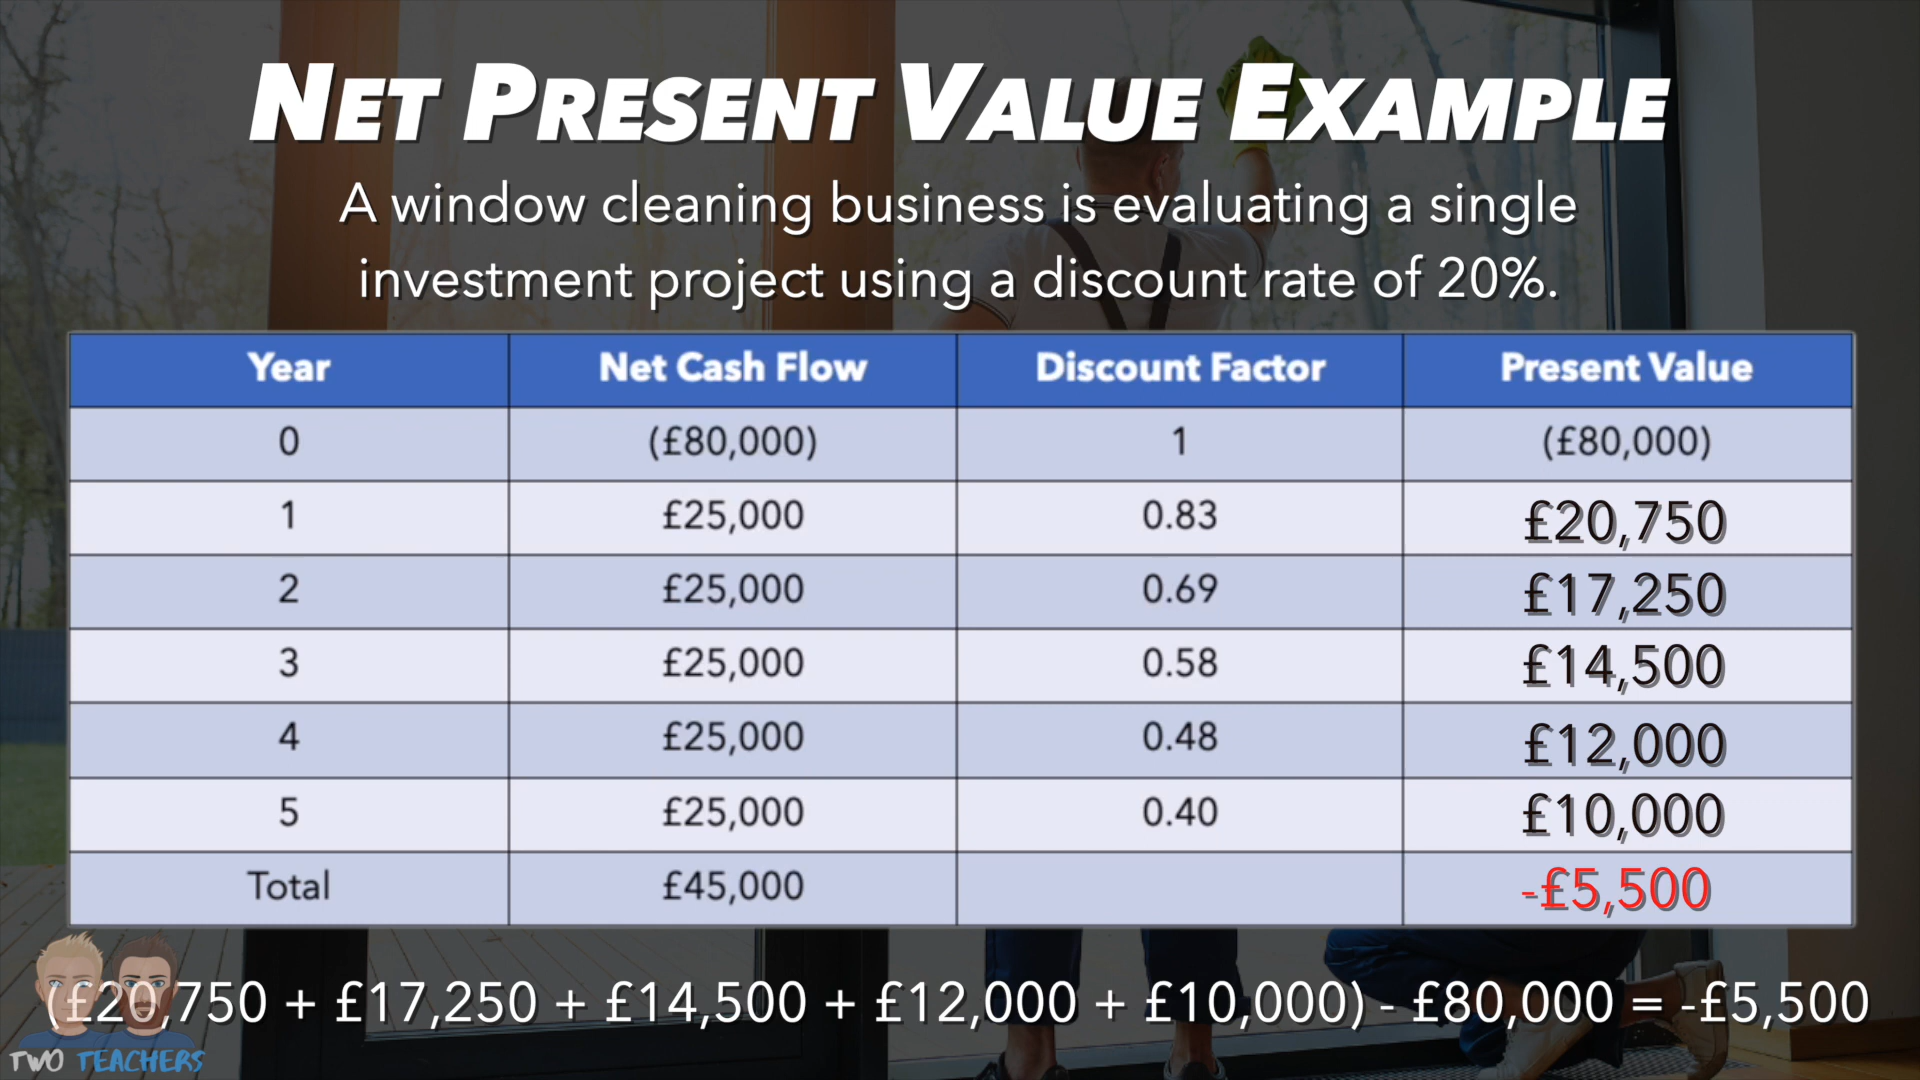 NET PRESENT VALUE EXAMPLE
A window cleaning business is evaluating a single
investment project using a discount rate of 20%.
Year Net Cash Flow Discount Factor Present Value
0 (£80,000) 1 (£80,000)
1 £25,000 0.83 £20,750
2 £25,000 0.69 £17,250
3 £25,000 0.58 £14,500
4 £25,000 0.48 £12,000
5 £25,000 0.40 £10,000
Total £45,000 -£5,500
(£20,750 + £17,250 + £14,500 + £12,000 + £10,000) - £80,000 = -£5,500
TWO TEACHERS